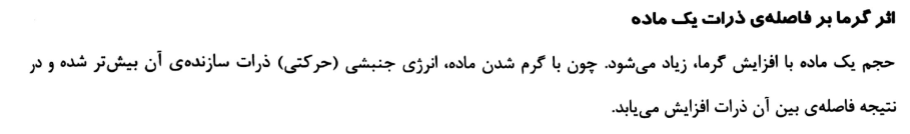 اثر گرما بر فاصله‌ی ذرات یک ماده
حجم یک ماده با افزایش گرما، زیاد می‌شود. چون با گرم شدن ماده، انرژی جنبشی (حرکتی) ذرات سازنده‌ی آن بیش‌تر شده و در
نتیجه فاصله‌ی بین آن ذرات افزایش می‌یابد.